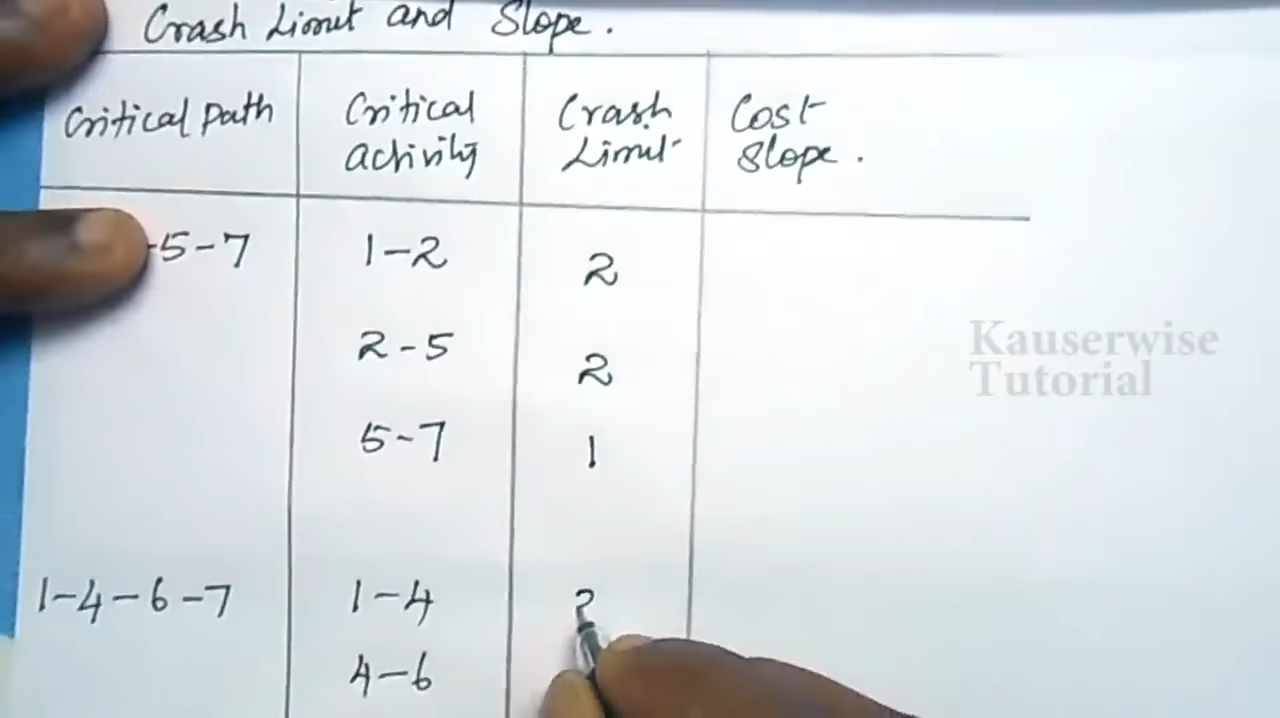 Crash Limit and Slope.
Critical Path
Critical
activity
Crash
Limit
Cost
Slope.
-5-7
1-2
2
2-5
2
5-7
1
1-4-6-7
1-4
4-6
Kauserwise
Tutorial